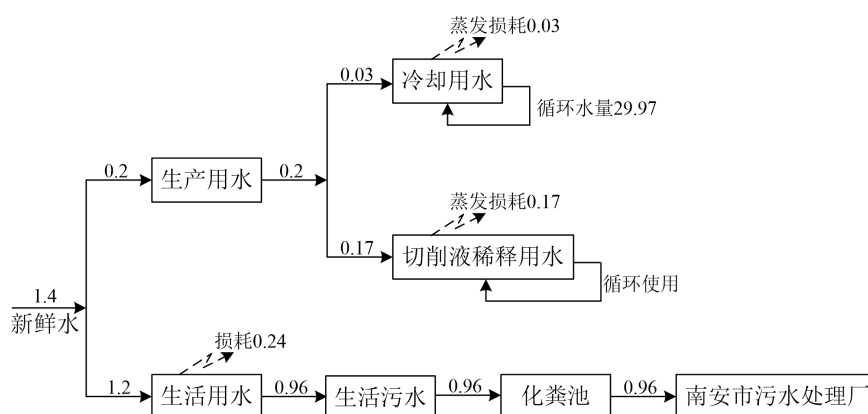 蒸发损耗0.03
0.03
冷却用水
循环水量29.97
0.2
生产用水
0.2
蒸发损耗0.17
0.17
切削液稀释用水
循环使用
1.4
新鲜水
损耗0.24
1.2
生活用水
0.96
生活污水
0.96
化粪池
0.96
南安市污水处理厂